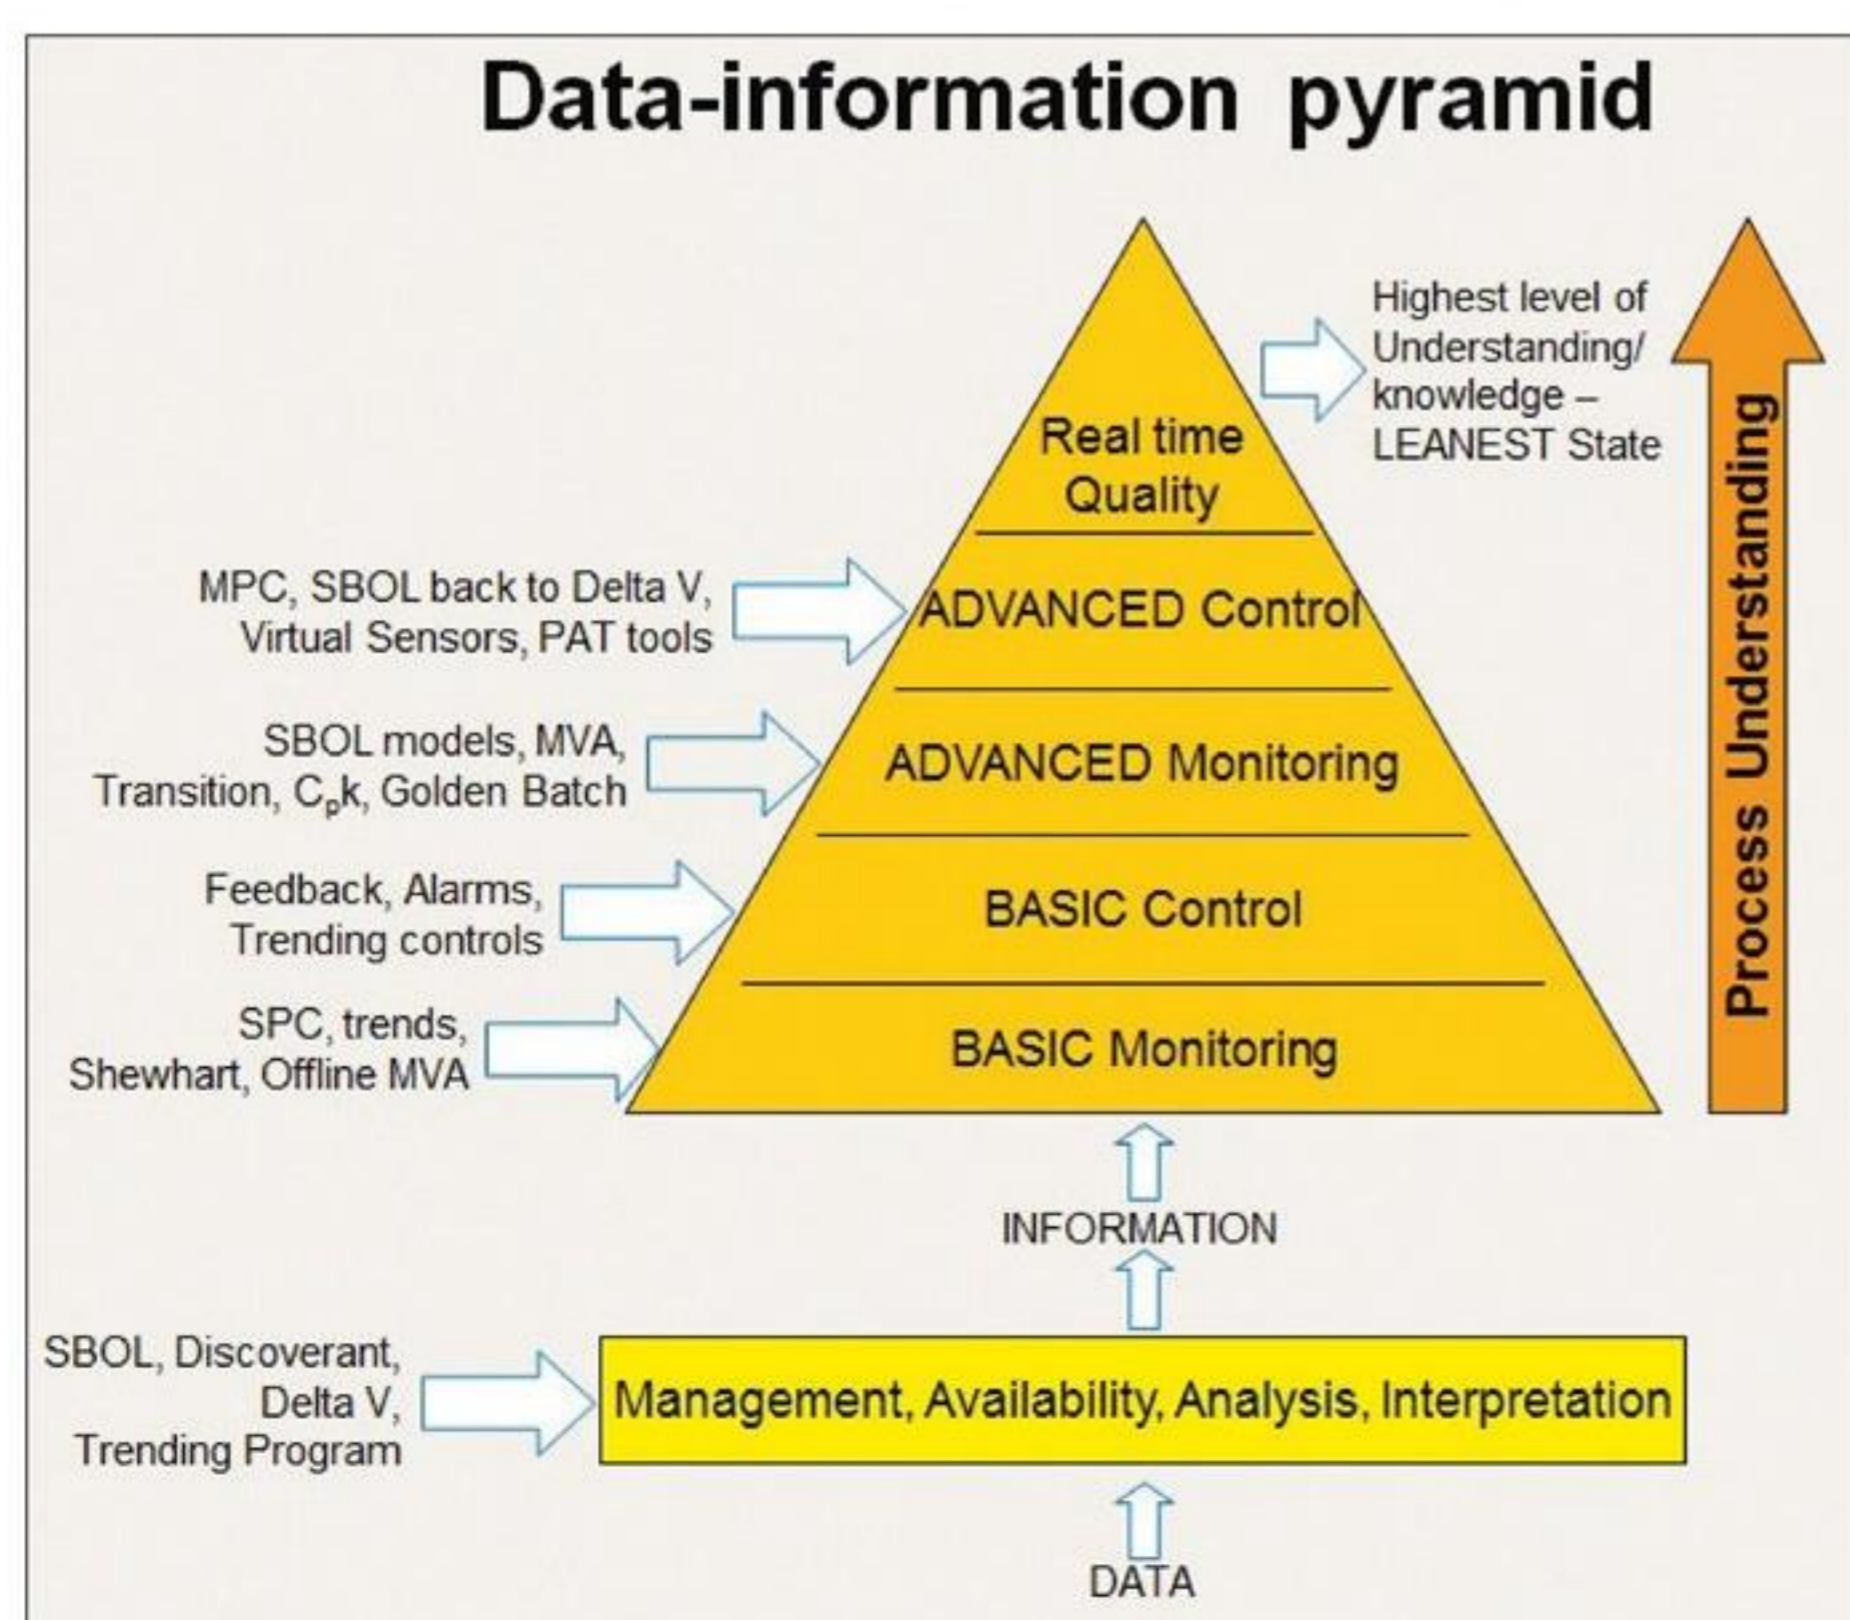 Data-information pyramid
Highest level of
Understanding/
knowledge –
LEANEST State
Process Understanding
Real time
Quality
MPC, SBOL back to Delta V,
Virtual Sensors, PAT tools
ADVANCED Control
SBOL models, MVA,
Transition, Cpk, Golden Batch
ADVANCED Monitoring
Feedback, Alarms,
Trending controls
BASIC Control
SPC, trends,
Shewhart, Offline MVA
BASIC Monitoring
INFORMATION
SBOL, Discoverant,
Delta V,
Trending Program
Management, Availability, Analysis, Interpretation
DATA